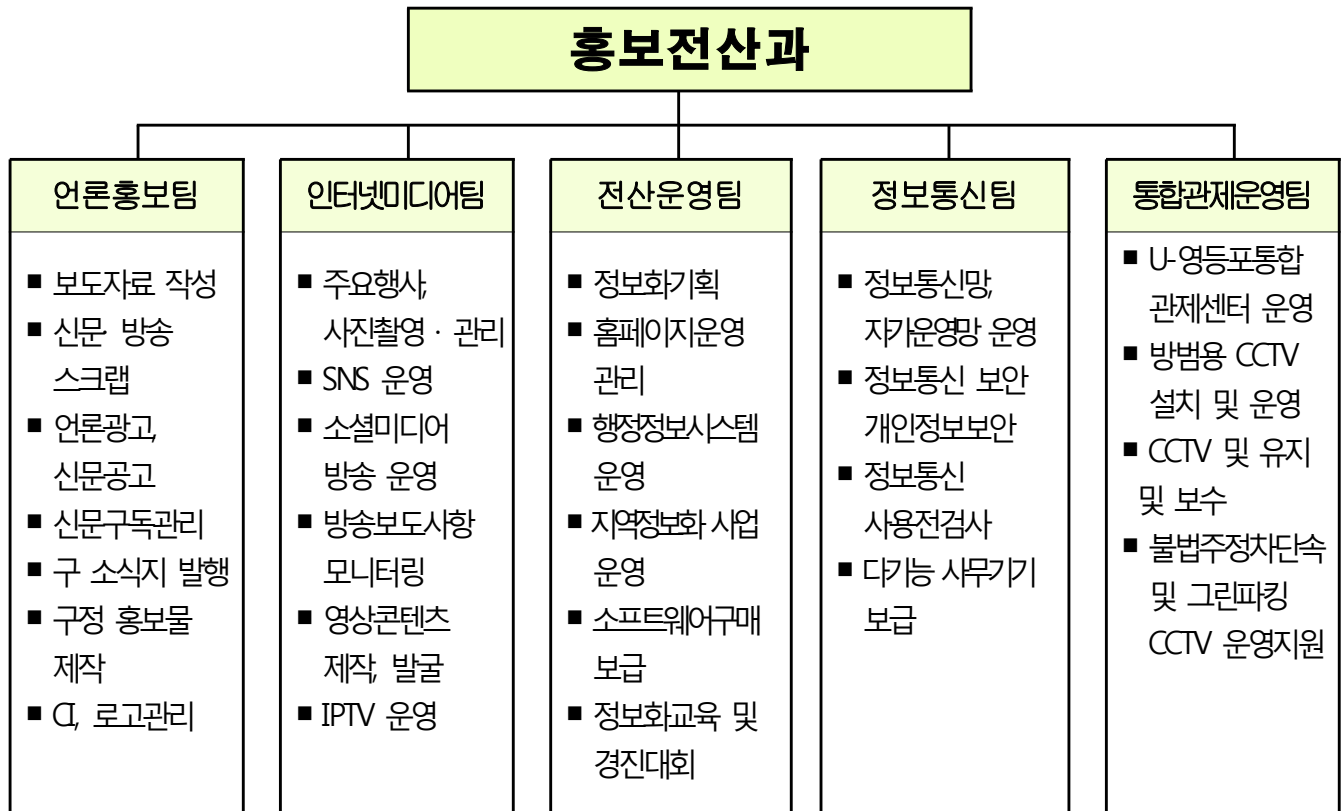 홍보전산과
언론홍보팀
■ 보도자료 작성
■ 신문· 방송
스크랩
■ 언론광고,
신문공고
■ 신문구독관리
■ 구 소식지 발행
■ 구정 홍보물
제작
■ CI, 로고관리
인터넷미디어팀
■ 주요행사,
사진촬영 · 관리
■ SNS 운영
■ 소셜미디어
방송 운영
■ 방송보도사항
모니터링
■ 영상콘텐츠
제작, 발굴
■ IPTV 운영
전산운영팀
■ 정보화기획
■ 홈페이지운영
관리
■ 행정정보시스템
운영
■ 지역정보화 사업
운영
■ 소프트웨어구매
보급
■ 정보화교육 및
경진대회
정보통신팀
■ 정보통신망,
자가운영망 운영
■ 정보통신 보안
개인정보보안
■ 정보통신
사용전검사
■ 다기능 사무기기
보급
통합관제운영팀
■ U-영등포통합
관제센터 운영
■ 방범용 CCTV
설치 및 운영
■ CCTV 및 유지
및 보수
■ 불법주정차단속
및 그린파킹
CCTV 운영지원